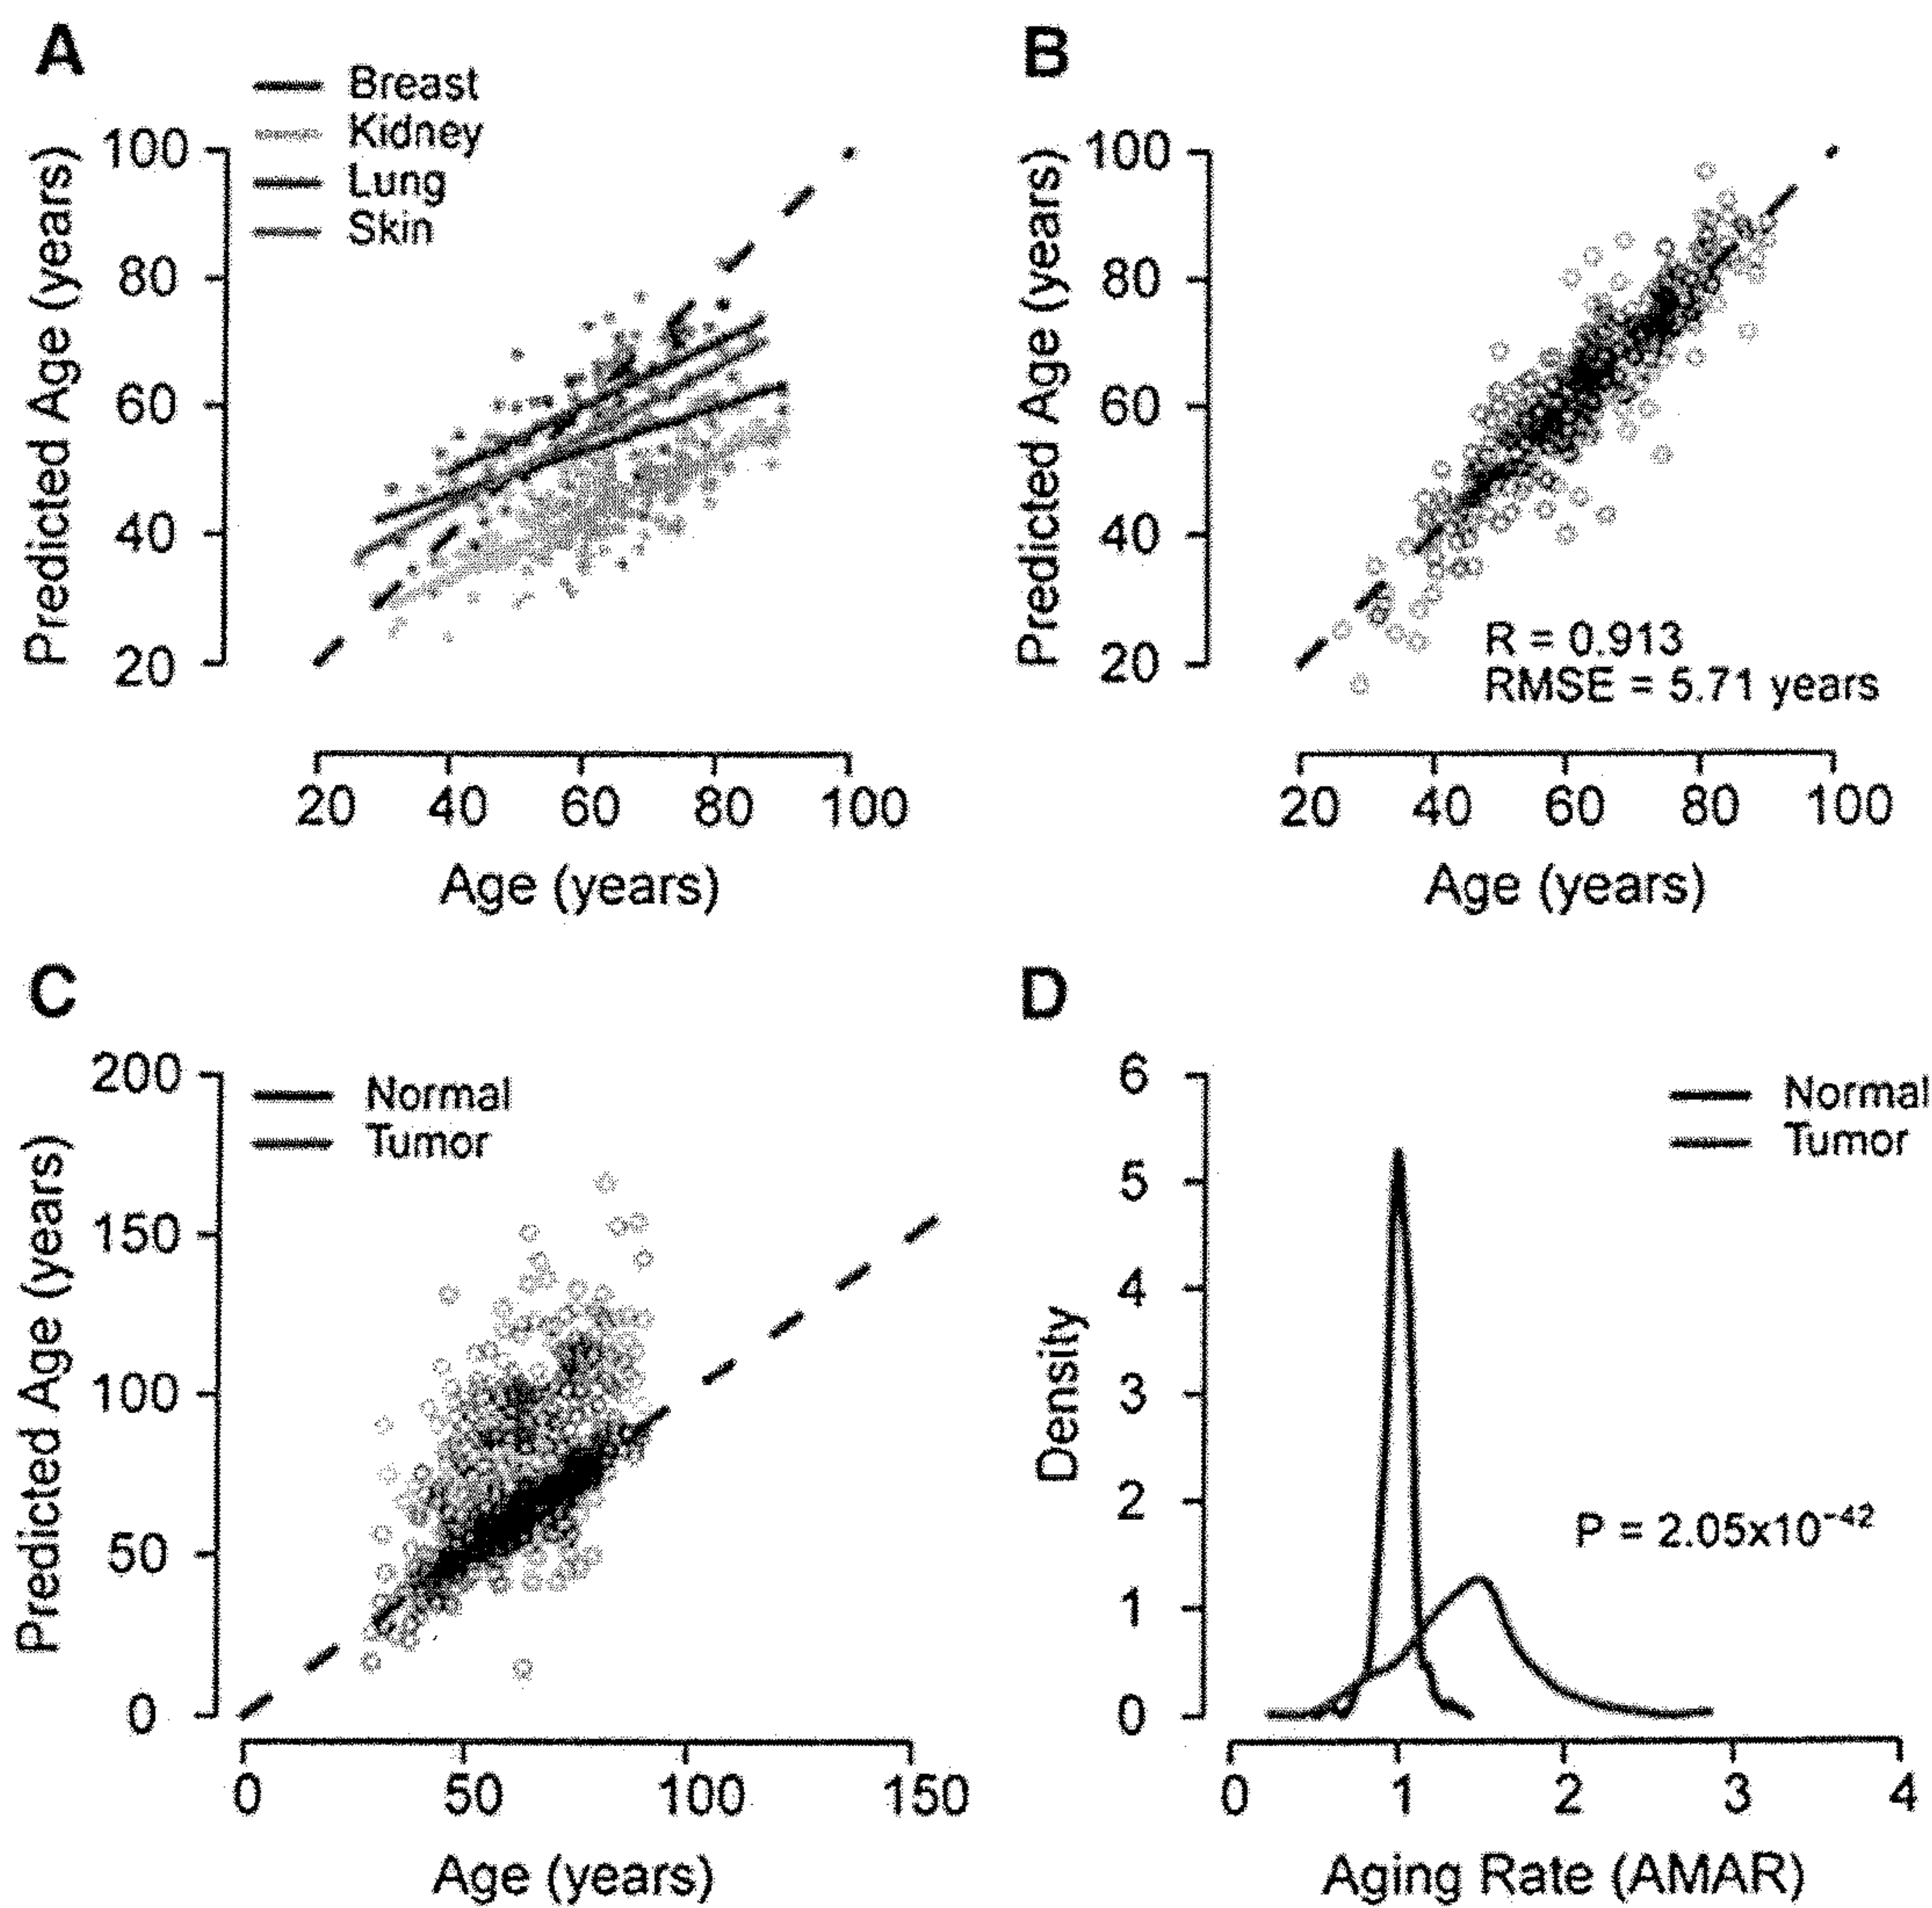 A
Breast
Kidney
Lung
Skin
Predicted Age (years)
100
80
60
40
20
20 40 60 80 100
Age (years)
B
Predicted Age (years)
100
80
60
40
20
R = 0.913
RMSE = 5.71 years
20 40 60 80 100
Age (years)
C
Normal
Tumor
Predicted Age (years)
200
150
100
50
0
0 50 100 150
Age (years)
D
Normal
Tumor
Density
6
5
4
3
2
1
0
P = 2.05x10⁻⁴²
0 1 2 3 4
Aging Rate (AMAR)